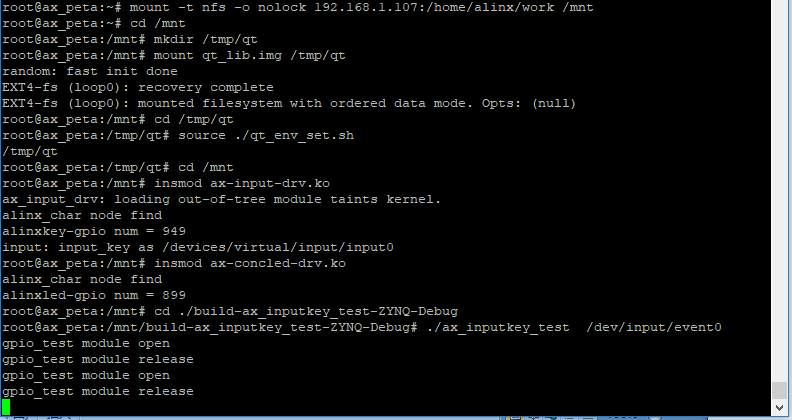 root@ax_peta:~# mount -t nfs -o nolock 192.168.1.107:/home/alinx/work /mnt
root@ax_peta:~# cd /mnt
root@ax_peta:/mnt# mkdir /tmp/qt
root@ax_peta:/mnt# mount qt_lib.img /tmp/qt
random: fast init done
EXT4-fs (loop0): recovery complete
EXT4-fs (loop0): mounted filesystem with ordered data mode. Opts: (null)
root@ax_peta:/mnt# cd /tmp/qt
root@ax_peta:/tmp/qt# source ./qt_env_set.sh
/tmp/qt
root@ax_peta:/tmp/qt# cd /mnt
root@ax_peta:/mnt# insmod ax-input-drv.ko
ax_input_drv: loading out-of-tree module taints kernel.
alinx_char node find
alinxkey-gpio num = 949
input: input_key as /devices/virtual/input/input0
root@ax_peta:/mnt# insmod ax-concled-drv.ko
alinx_char node find
alinxled-gpio num = 899
root@ax_peta:/mnt# cd ./build-ax_inputkey_test-ZYNQ-Debug
root@ax_peta:/mnt/build-ax_inputkey_test-ZYNQ-Debug# ./ax_inputkey_test  /dev/input/event0
gpio_test module open
gpio_test module release
gpio_test module open
gpio_test module release